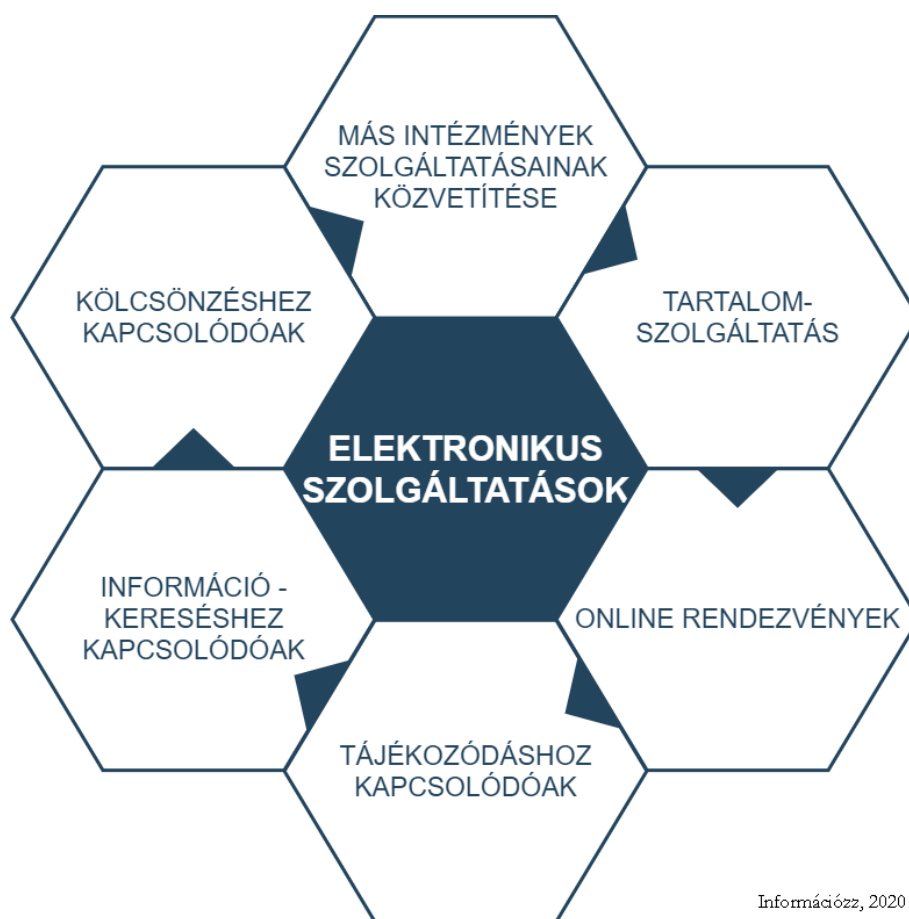 MÁS INTÉZMÉNYEK
SZOLGÁLTATÁSAINAK
KÖZVETÍTÉSE
KÖLCSÖNZÉSHEZ
KAPCSOLÓDÓAK
TARTALOM-
SZOLGÁLTATÁS
ELEKTRONIKUS
SZOLGÁLTATÁSOK
INFORMÁCIÓ -
KERESÉSHEZ
KAPCSOLÓDÓAK
ONLINE RENDEZVÉNYEK
TÁJÉKOZÓDÁSHOZ
KAPCSOLÓDÓAK
Információzz, 2020